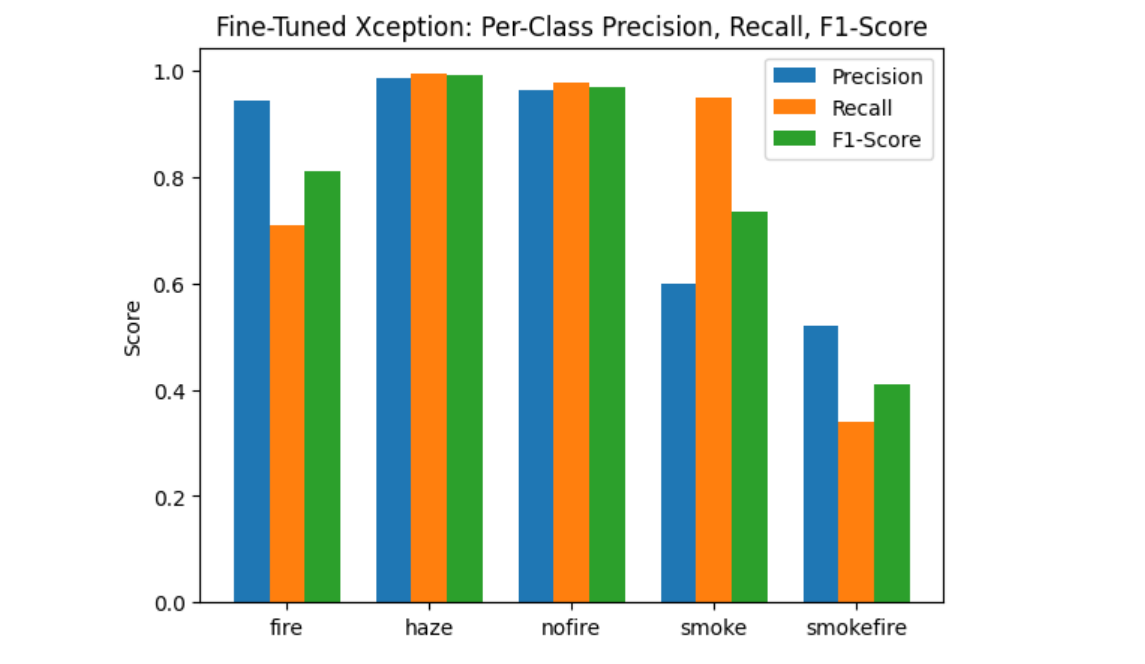 Fine-Tuned Xception: Per-Class Precision, Recall, F1-Score
Precision
Recall
F1-Score
Score
1.0
0.8
0.6
0.4
0.2
0.0
fire haze nofire smoke smokefire